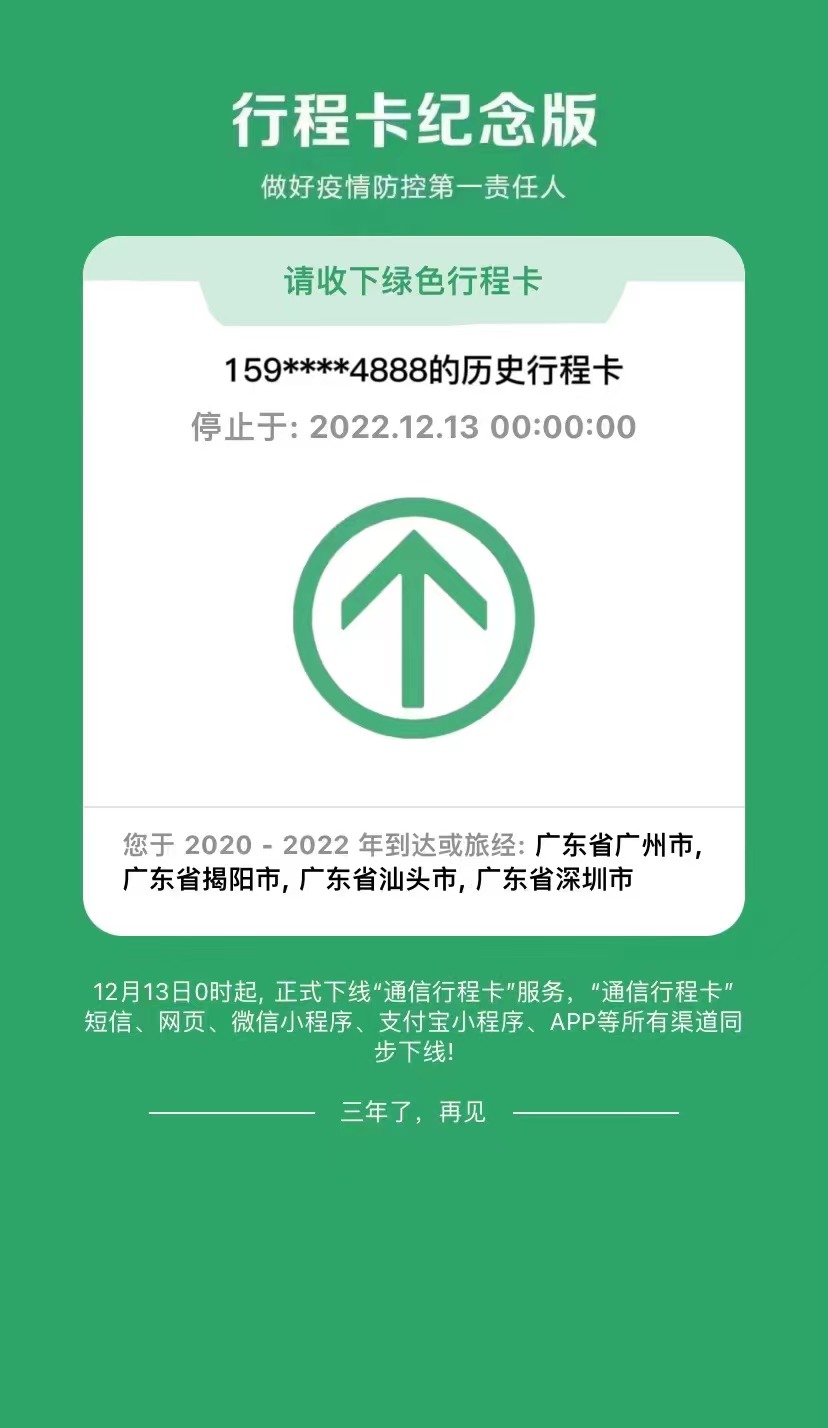 行程卡纪念版
做好疫情防控第一责任人
请收下绿色行程卡
159****4888的历史行程卡
停止于: 2022.12.13 00:00:00
您于 2020 - 2022 年到达或旅经: 广东省广州市,
广东省揭阳市, 广东省汕头市, 广东省深圳市
12月13日0时起, 正式下线“通信行程卡”服务，“通信行程卡”
短信、网页、微信小程序、支付宝小程序、APP等所有渠道同
步下线!
三年了，再见